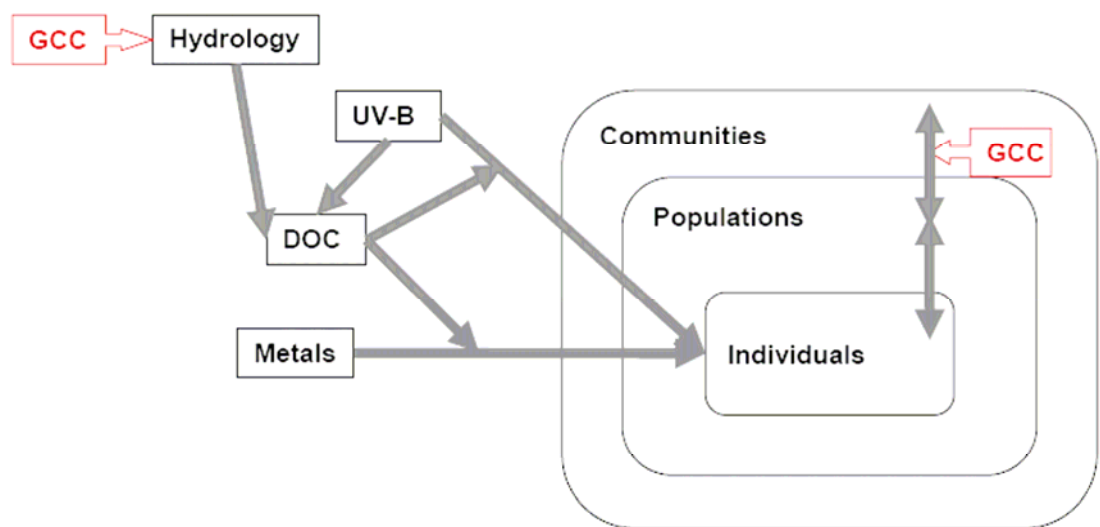 GCC
Hydrology
UV-B
Communities
GCC
Populations
DOC
Metals
Individuals